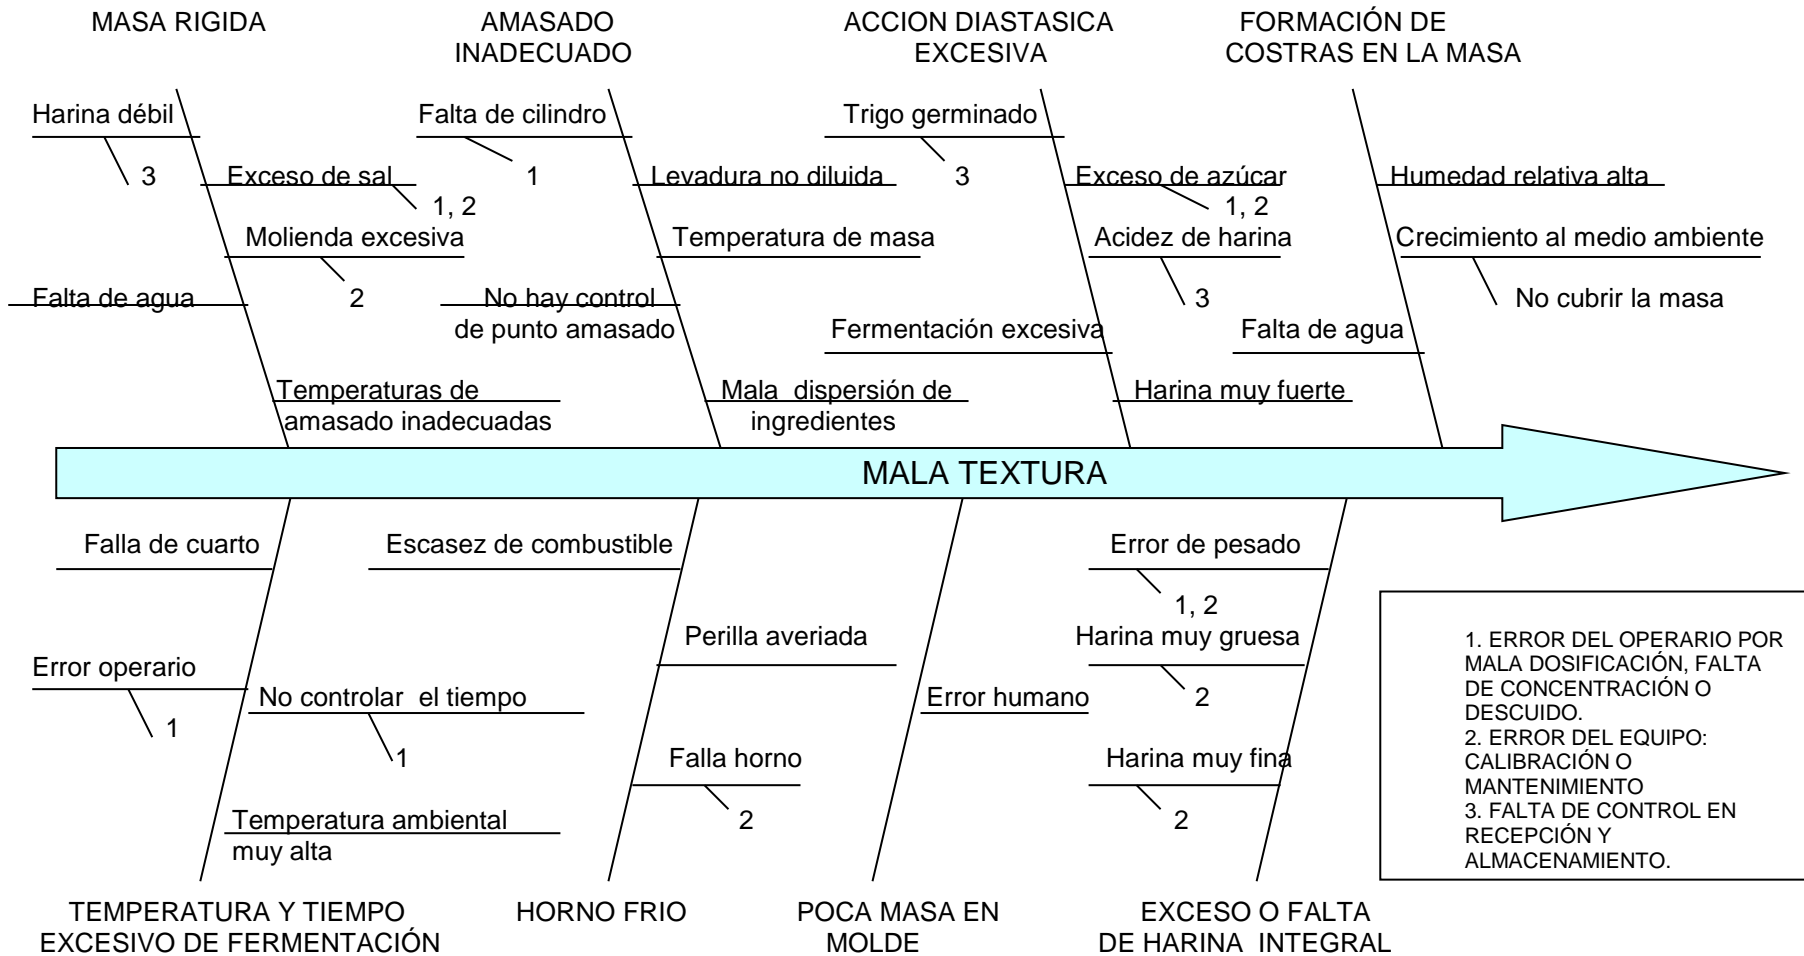 MASA RIGIDA
AMASADO
INADECUADO
ACCION DIASTASICA
EXCESIVA
FORMACIÓN DE
COSTRAS EN LA MASA
Harina débil
3
Exceso de sal
1, 2
Molienda excesiva
2
Falta de agua
Temperaturas de
amasado inadecuadas
Falta de cilindro
1
Levadura no diluida
Temperatura de masa
No hay control
de punto amasado
Mala dispersión de
ingredientes
Trigo germinado
3
Exceso de azúcar
1, 2
Acidez de harina
3
Fermentación excesiva
Harina muy fuerte
Humedad relativa alta
Crecimiento al medio ambiente
No cubrir la masa
Falta de agua
MALA TEXTURA
Falla de cuarto
Error operario
1
No controlar el tiempo
1
Temperatura ambiental
muy alta
Escasez de combustible
Perilla averiada
Falla horno
2
Error humano
Error de pesado
1, 2
Harina muy gruesa
2
Harina muy fina
2
1. ERROR DEL OPERARIO POR
MALA DOSIFICACIÓN, FALTA
DE CONCENTRACIÓN O
DESCUIDO.
2. ERROR DEL EQUIPO:
CALIBRACIÓN O
MANTENIMIENTO
3. FALTA DE CONTROL EN
RECEPCIÓN Y
ALMACENAMIENTO.
TEMPERATURA Y TIEMPO
EXCESIVO DE FERMENTACIÓN
HORNO FRIO
POCA MASA EN
MOLDE
EXCESO O FALTA
DE HARINA INTEGRAL